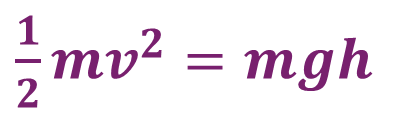 ½mv² = mgh